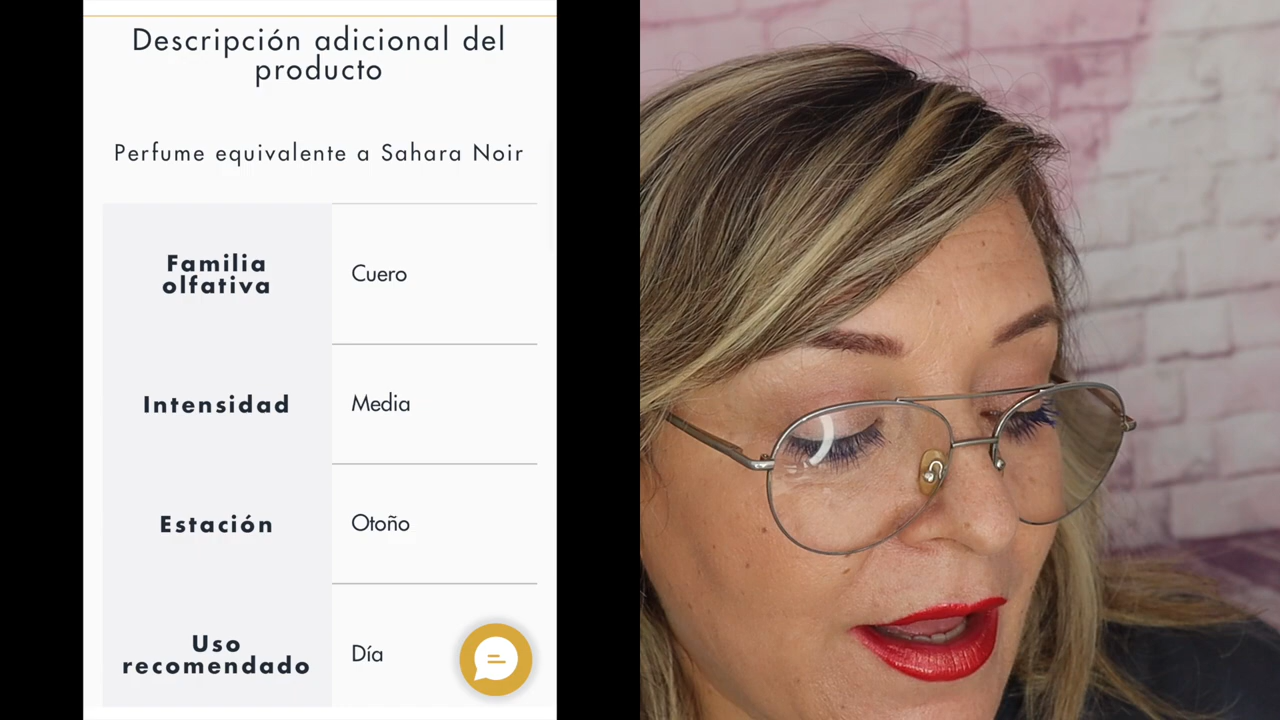 Descripción adicional del
producto
Perfume equivalente a Sahara Noir
Familia
olfativa
Cuero
Intensidad
Media
Estación
Otoño
Uso
recomendado
Día